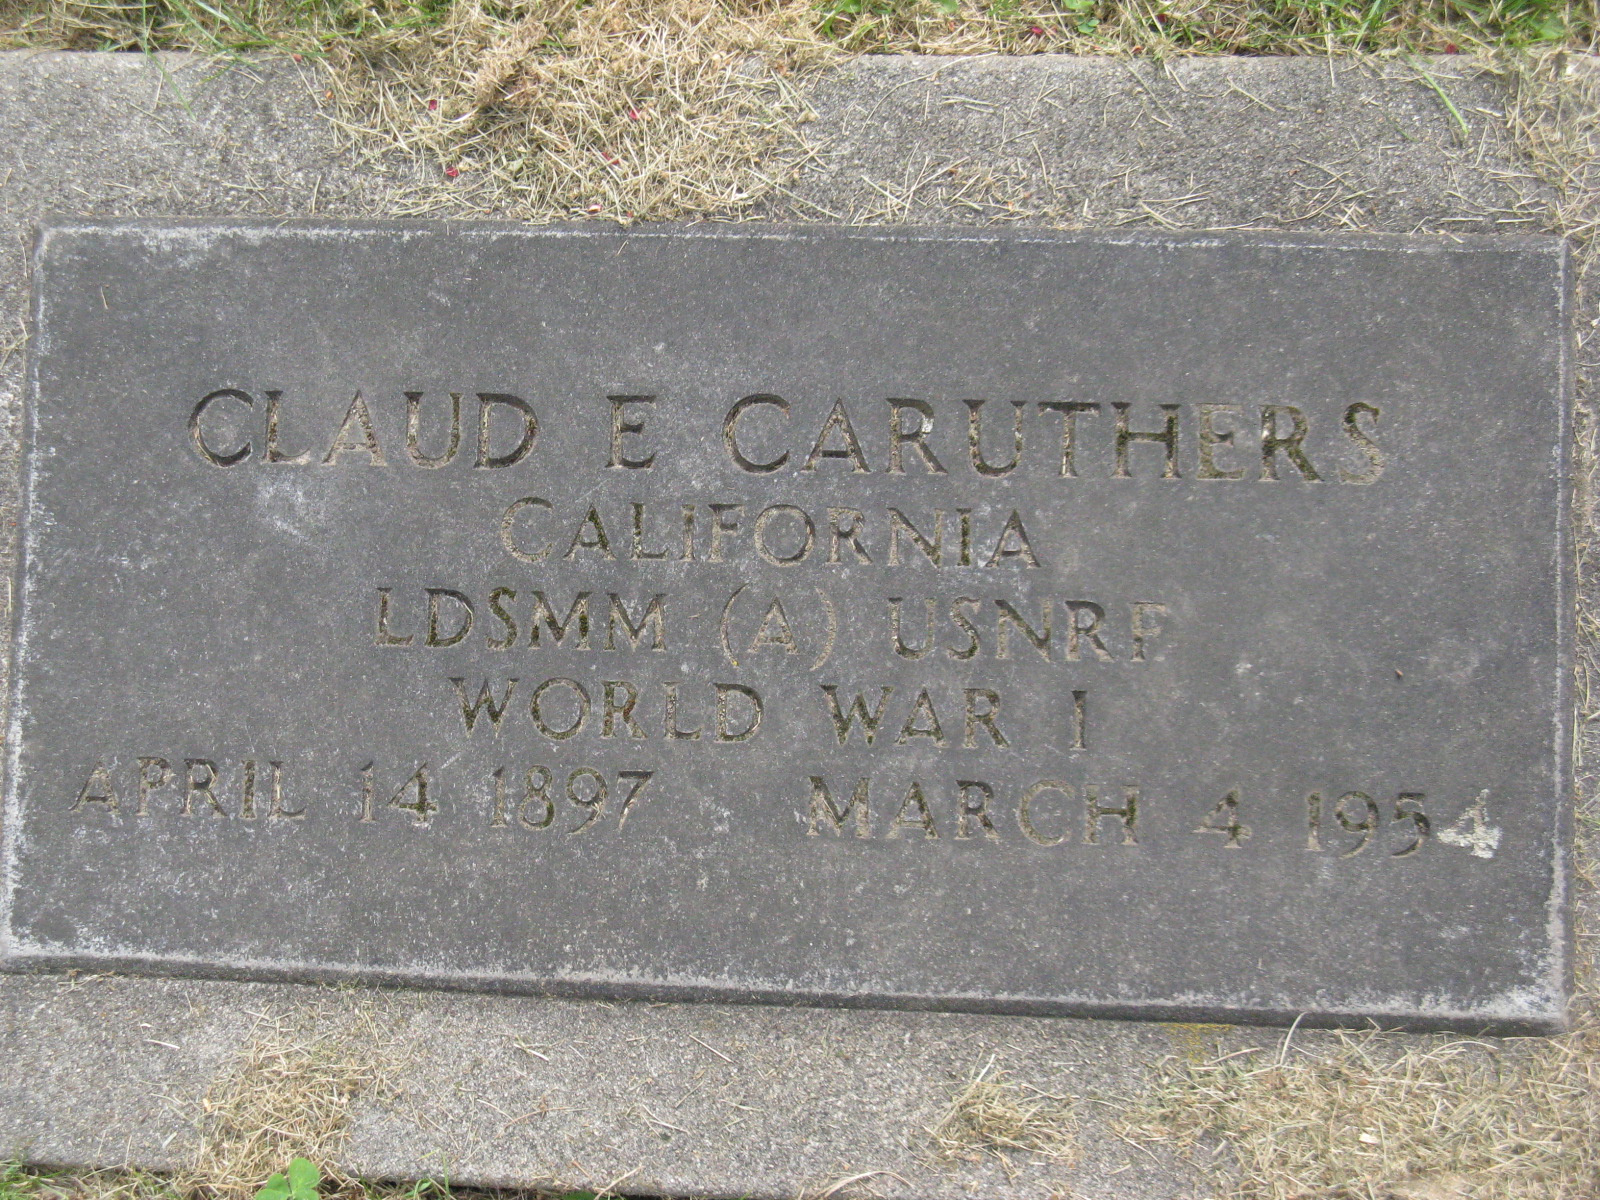 CLAUD E CARUTHERS
CALIFORNIA
LDSMM (A) USNRF
WORLD WAR I
APRIL 14 1897 MARCH 4 1954